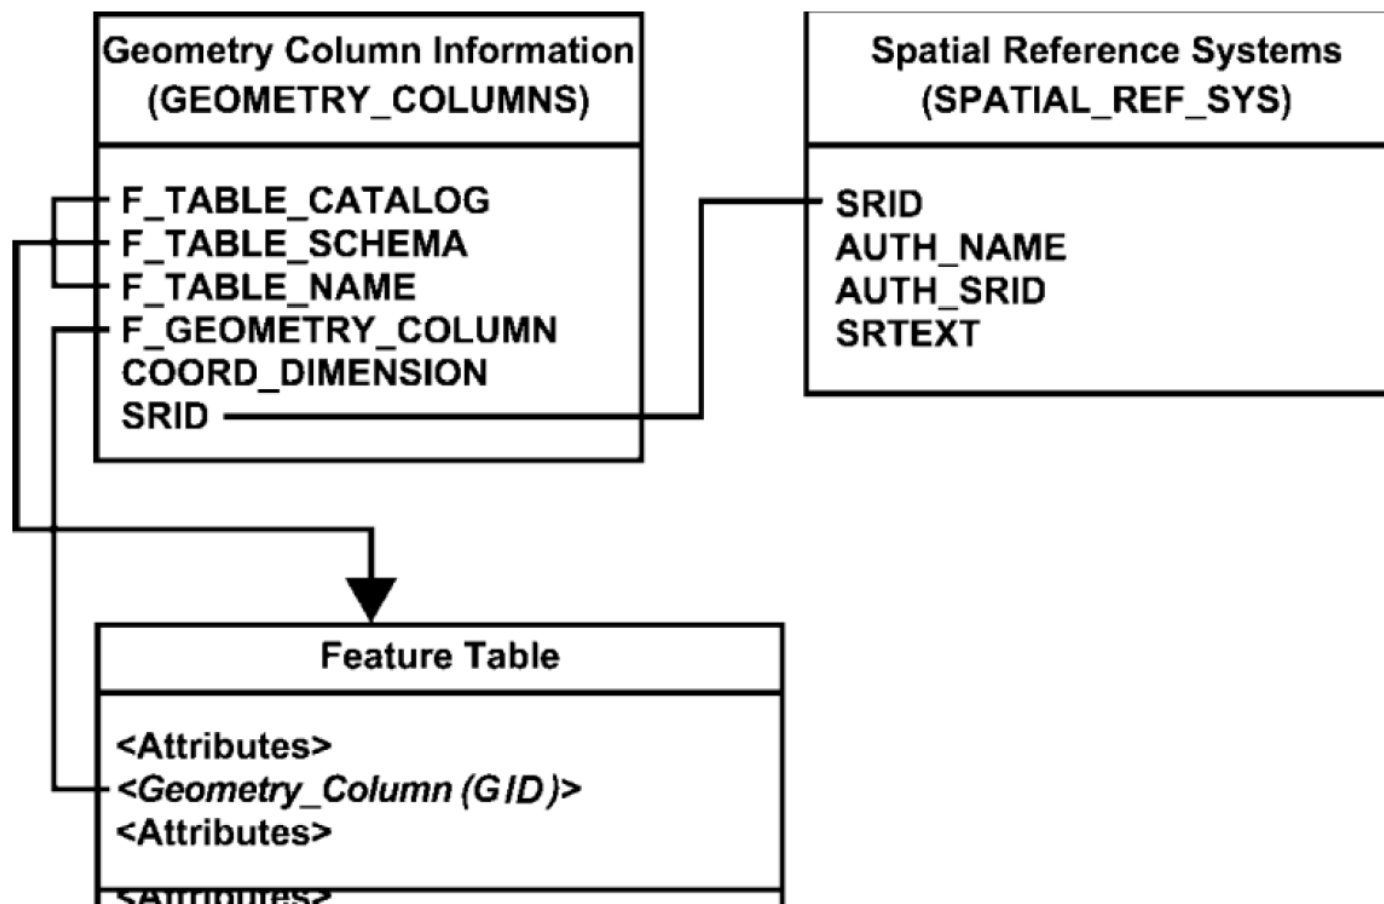 Geometry Column Information
(GEOMETRY_COLUMNS)
F_TABLE_CATALOG
F_TABLE_SCHEMA
F_TABLE_NAME
F_GEOMETRY_COLUMN
COORD_DIMENSION
SRID
Spatial Reference Systems
(SPATIAL_REF_SYS)
SRID
AUTH_NAME
AUTH_SRID
SRTEXT
Feature Table
<Attributes>
<Geometry_Column (GID)>
<Attributes>
<Attributes>